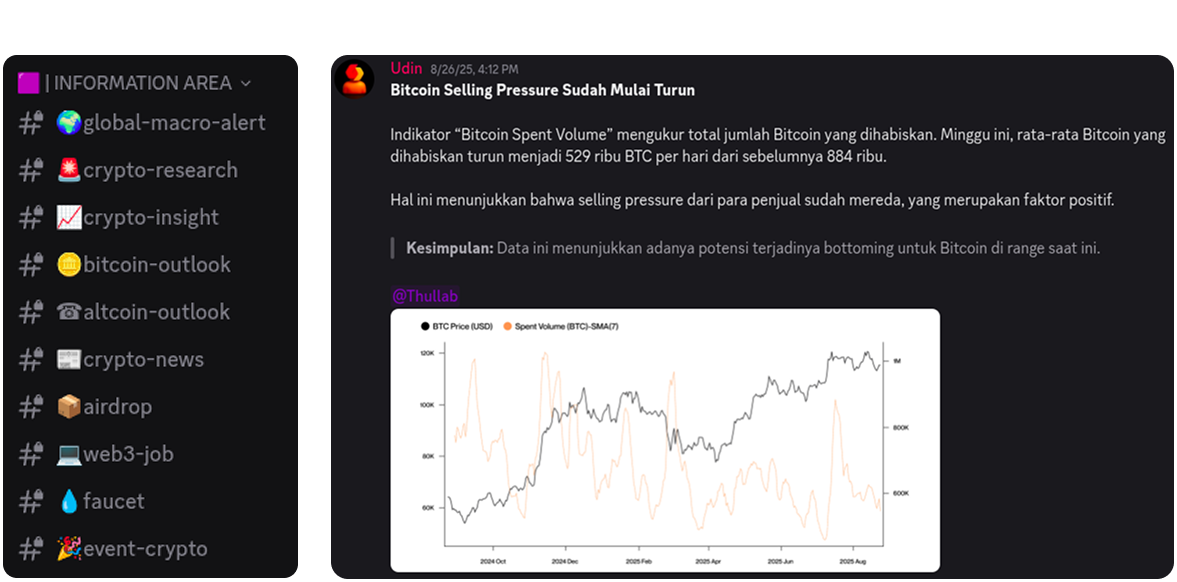 | INFORMATION AREA
# 🌍global-macro-alert
# 🚨crypto-research
# 📈crypto-insight
# 🪙bitcoin-outlook
# ☎altcoin-outlook
# 📰crypto-news
# 📦airdrop
# 💻web3-job
# 💧faucet
# 🎉event-crypto
Udin 8/26/25, 4:12 PM
Bitcoin Selling Pressure Sudah Mulai Turun
Indikator “Bitcoin Spent Volume” mengukur total jumlah Bitcoin yang dihabiskan. Minggu ini, rata-rata Bitcoin yang
dihabiskan turun menjadi 529 ribu BTC per hari dari sebelumnya 884 ribu.
Hal ini menunjukkan bahwa selling pressure dari para penjual sudah mereda, yang merupakan faktor positif.
Kesimpulan: Data ini menunjukkan adanya potensi terjadinya bottoming untuk Bitcoin di range saat ini.
@Thullab
BTC Price (USD) Spent Volume (BTC)-SMA(7)
120K 1M
100K
800K
80K
600K
60K
2024 Oct 2024 Dec 2025 Feb 2025 Apr 2025 Jun 2025 Aug